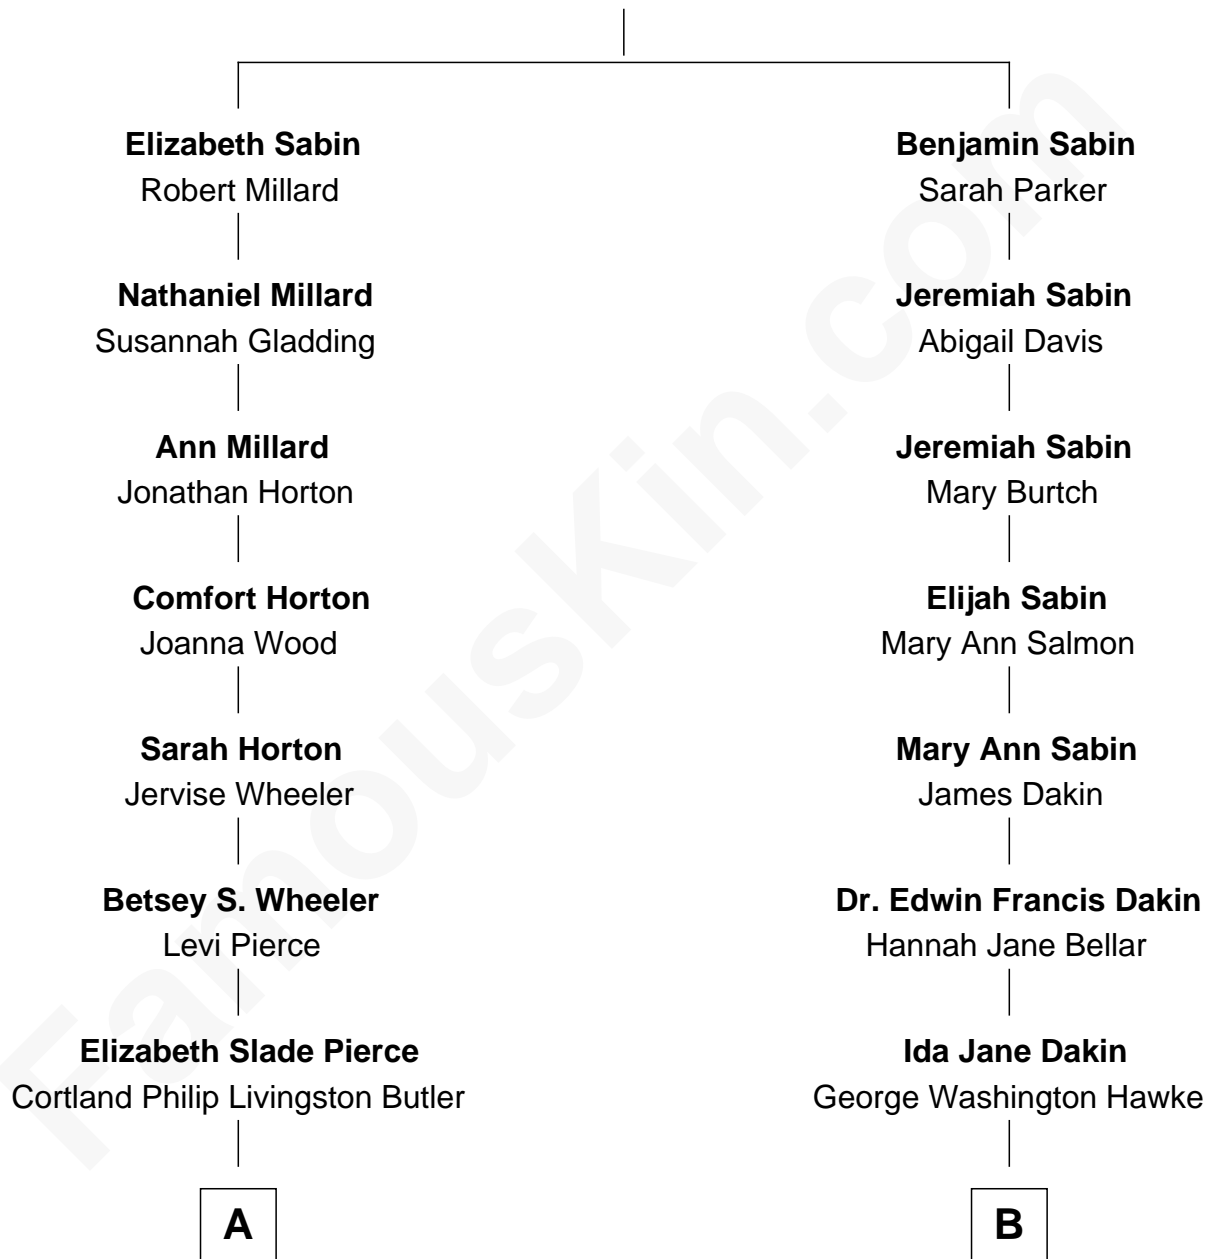 Elizabeth Sabin
Robert Millard
Nathaniel Millard
Susannah Gladding
Ann Millard
Jonathan Horton
Comfort Horton
Joanna Wood
Sarah Horton
Jervise Wheeler
Betsey S. Wheeler
Levi Pierce
Elizabeth Slade Pierce
Cortland Philip Livingston Butler
A
Benjamin Sabin
Sarah Parker
Jeremiah Sabin
Abigail Davis
Jeremiah Sabin
Mary Burtch
Elijah Sabin
Mary Ann Salmon
Mary Ann Sabin
James Dakin
Dr. Edwin Francis Dakin
Hannah Jane Bellar
Ida Jane Dakin
George Washington Hawke
B
FamousKin.com